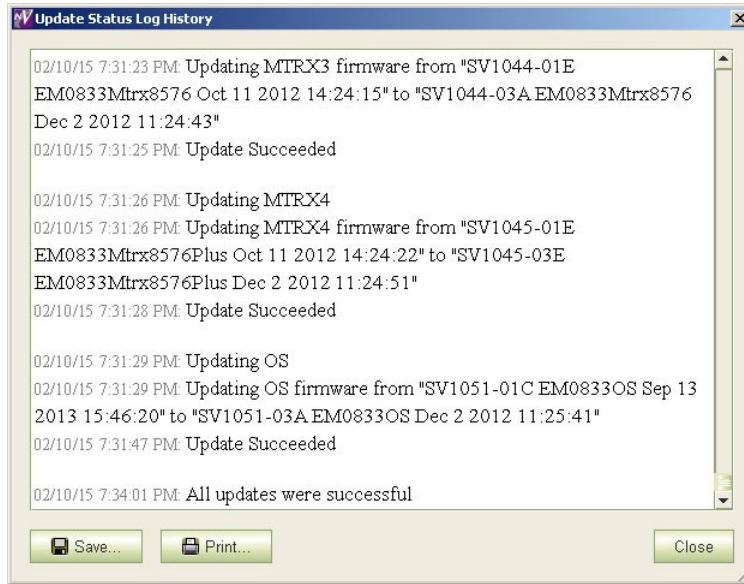 Update Status Log History
02/10/15 7:31:23 PM: Updating MTRX3 firmware from "SV1044-01E
EM0833Mtrx8576 Oct 11 2012 14:24:15" to "SV1044-03A EM0833Mtrx8576
Dec 2 2012 11:24:43"
02/10/15 7:31:25 PM: Update Succeeded
02/10/15 7:31:26 PM: Updating MTRX4
02/10/15 7:31:26 PM: Updating MTRX4 firmware from "SV1045-01E
EM0833Mtrx8576Plus Oct 11 2012 14:24:22" to "SV1045-03E
EM0833Mtrx8576Plus Dec 2 2012 11:24:51"
02/10/15 7:31:28 PM: Update Succeeded
02/10/15 7:31:29 PM: Updating OS
02/10/15 7:31:29 PM: Updating OS firmware from "SV1051-01C EM0833OS Sep 13
2013 15:46:20" to "SV1051-03A EM0833OS Dec 2 2012 11:25:41"
02/10/15 7:31:47 PM: Update Succeeded
02/10/15 7:34:01 PM: All updates were successful
Save... Print... Close